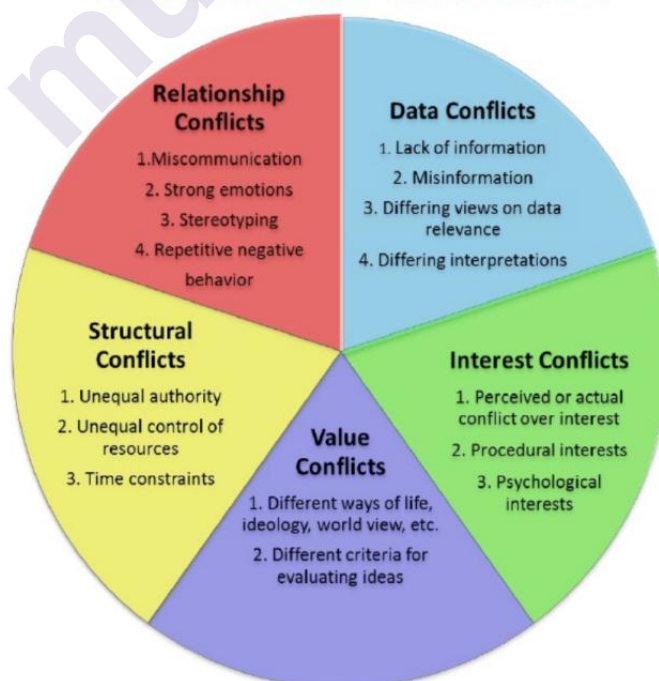 Relationship
Conflicts
1.Miscommunication
2. Strong emotions
3. Stereotyping
4. Repetitive negative
behavior
Data Conflicts
1. Lack of information
2. Misinformation
3. Differing views on data
relevance
4. Differing interpretations
Structural
Conflicts
1. Unequal authority
2. Unequal control of
resources
3. Time constraints
Value
Conflicts
1. Different ways of life,
ideology, world view, etc.
2. Different criteria for
evaluating ideas
Interest Conflicts
1. Perceived or actual
conflict over interest
2. Procedural interests
3. Psychological
interests